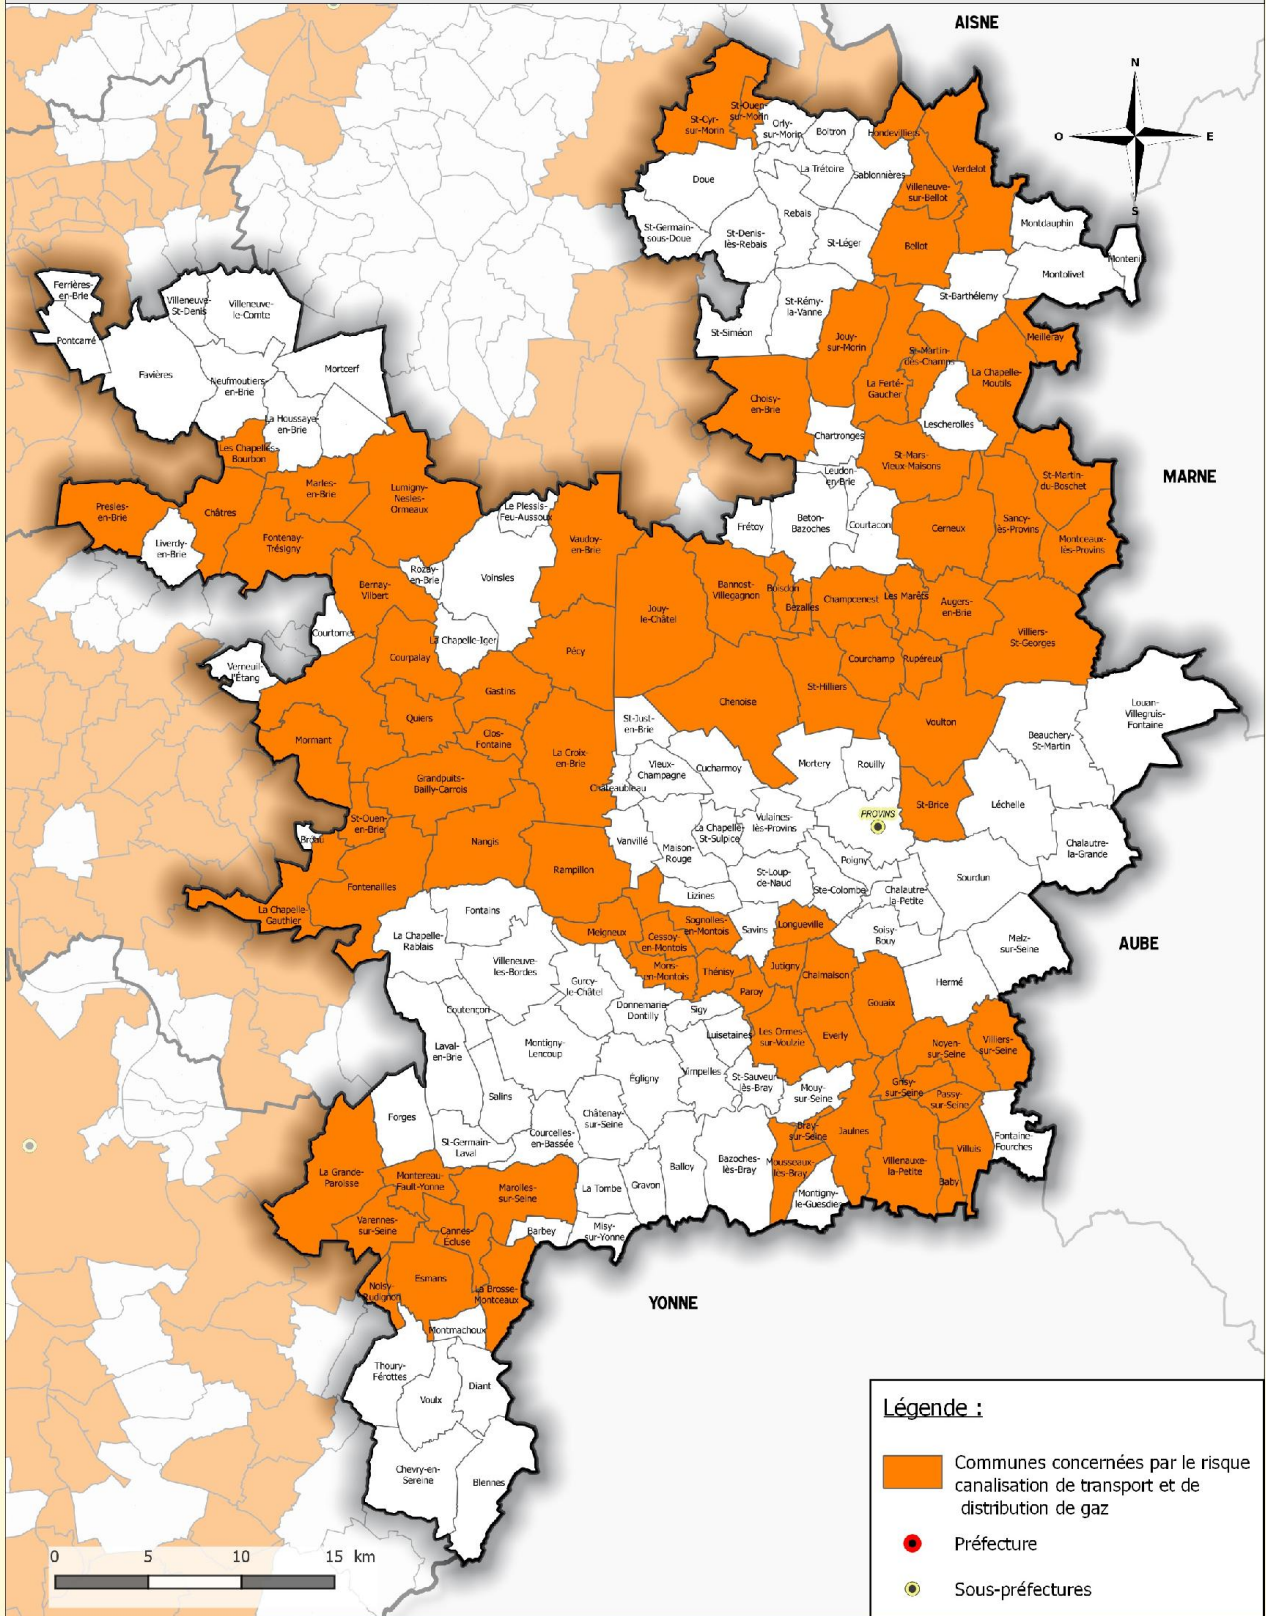 AISNE
N
O
E
S
St-Cyr-
sur-Morin
St-Ouen-
sur-Morin
Orly-
sur-Morin
Boitron
Hondevilliers
Verdelot
Doue
La Trétoire
Sablonnières
Villeneuve-
sur-Bellot
Rebais
St-Germain-
sous-Doue
St-Denis-
lès-Rebais
St-Léger
Bellot
Montdauphin
Montolivet
Montenils
St-Barthélemy
Ferrières-
en-Brie
Pontcarré
Villeneuve-
St-Denis
Villeneuve-
le-Comte
Favières
Neufmoutiers-
en-Brie
Mortcerf
La Houssaye-
en-Brie
Les Chapelles-
Bourbon
St-Rémy-
la-Vanne
St-Siméon
Jouy-
sur-Morin
St-Martin-
des-Champs
Meilleray
La Chapelle-
Moutils
La Ferté-
Gaucher
Choisy-
en-Brie
Lescherolles
Chartronges
St-Mars-
Vieux-Maisons
Leudon-
en-Brie
St-Martin-
du-Boschet
MARNE
Marles-
en-Brie
Lumigny-
Nesles-
Ormeaux
Presles-
en-Brie
Châtres
Liverdy-
en-Brie
Fontenay-
Trésigny
Le Plessis-
Feu-Aussoux
Vaudoy-
en-Brie
Rozay-
en-Brie
Voinsles
Frétoy
Beton-
Bazoches
Courtacon
Cerneux
Sancy-
lès-Provins
Montceaux-
lès-Provins
Bernay-
Vilbert
Courtomer
La Chapelle-Iger
Jouy-
le-Châtel
Bannost-
Villegagnon
Boisdon
Bezalles
Champcenest
Les Marêts
Augers-
en-Brie
Villiers-
St-Georges
Verneuil-
l'Étang
Courpalay
Pécy
Courchamp
Rupéreux
Gastins
Chenoise
St-Hilliers
Quiers
Clos-
Fontaine
Mormant
La Croix-
en-Brie
St-Just-
en-Brie
Voulton
Louan-
Villegruis-
Fontaine
Beauchery-
St-Martin
Grandpuits-
Bailly-Carrois
Vieux-
Champagne
Cucharmoy
Mortery
Rouilly
Châteaubleau
St-Brice
Léchelle
St-Ouen-
en-Brie
Bréau
PROVINS
Vanvillé
Maison-
Rouge
La Chapelle-
St-Sulpice
Vulaines-
lès-Provins
Nangis
Rampillon
Chalautre-
la-Grande
Poigny
St-Loup-
de-Naud
Ste-Colombe
Chalautre-
la-Petite
Sourdun
Fontenailles
Lizines
La Chapelle-
Gauthier
Fontains
La Chapelle-
Rablais
Meigneux
Cessoy-
en-Montois
Sognolles-
en-Montois
Savins
Longueville
Soisy-
Bouy
Melz-
sur-Seine
AUBE
Villeneuve-
les-Bordes
Mons-
en-Montois
Thénisy
Jutigny
Chalmaison
Hermé
Gurcy-
le-Châtel
Paroy
Gouaix
Coutençon
Donnemarie-
Dontilly
Sigy
Luisetaines
Les Ormes-
sur-Voulzie
Everly
Noyen-
sur-Seine
Villiers-
sur-Seine
Laval-
en-Brie
Montigny-
Lencoup
Égligny
Vimpelles
St-Sauveur-
lès-Bray
Mouy-
sur-Seine
Grisy-
sur-Seine
Passy-
sur-Seine
Salins
Forges
St-Germain-
Laval
Courcelles-
en-Bassée
Châtenay-
sur-Seine
Bray-
sur-Seine
Jaulnes
Fontaine-
Fourches
Villuis
Villenauxe-
la-Petite
Baby
La Grande-
Paroisse
Montereau-
Fault-Yonne
Marolles-
sur-Seine
La Tombe
Gravon
Balloy
Bazoches-
lès-Bray
Mousseaux-
lès-Bray
Montigny-
le-Guesdier
Varennes-
sur-Seine
Cannes-
Écluse
Barbey
Misy-
sur-Yonne
Noisy-
Rudignon
Esmans
La Brosse-
Montceaux
YONNE
Montmachoux
Thoury-
Férottes
Voulx
Diant
Chevry-en-
Sereine
Blennes
Légende :
Communes concernées par le risque
canalisation de transport et de
distribution de gaz
Préfecture
Sous-préfectures
0 5 10 15 km